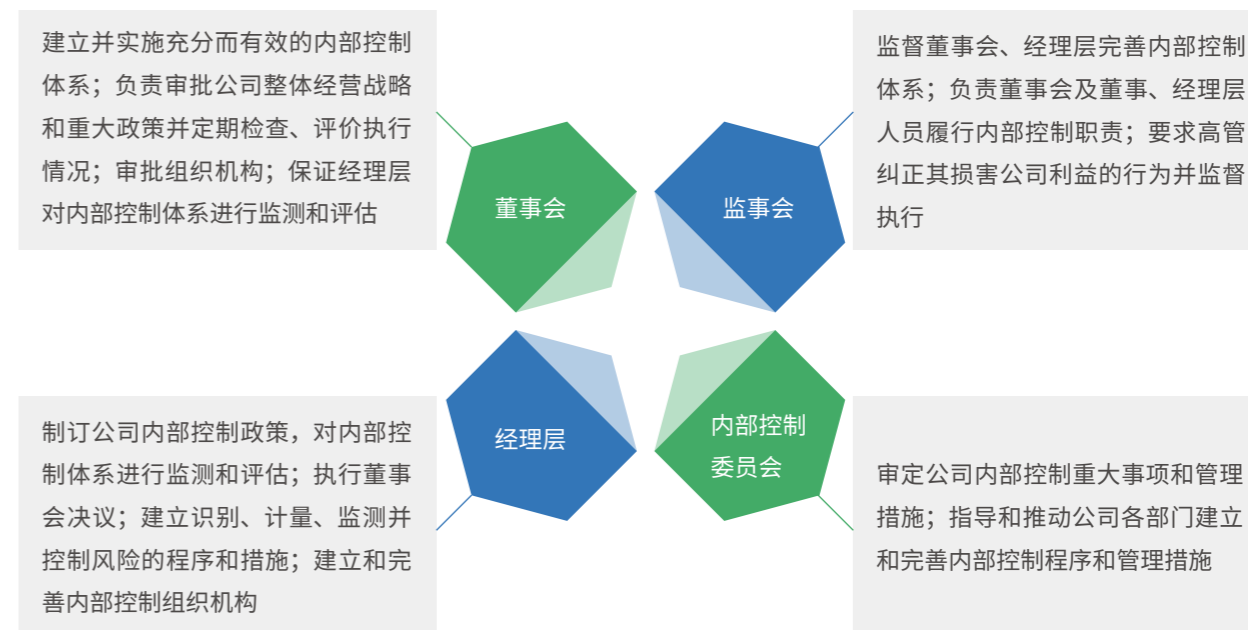 建立并实施充分而有效的内部控制
体系；负责审批公司整体经营战略
和重大政策并定期检查、评价执行
情况；审批组织机构；保证经理层
对内部控制体系进行监测和评估
董事会
监事会
监督董事会、经理层完善内部控制
体系；负责董事会及董事、经理层
人员履行内部控制职责；要求高管
纠正其损害公司利益的行为并监督
执行
制订公司内部控制政策，对内部控
制体系进行监测和评估；执行董事
会决议；建立识别、计量、监测并
控制风险的程序和措施；建立和完
善内部控制组织机构
经理层
内部控制
委员会
审定公司内部控制重大事项和管理
措施；指导和推动公司各部门建立
和完善内部控制程序和管理措施